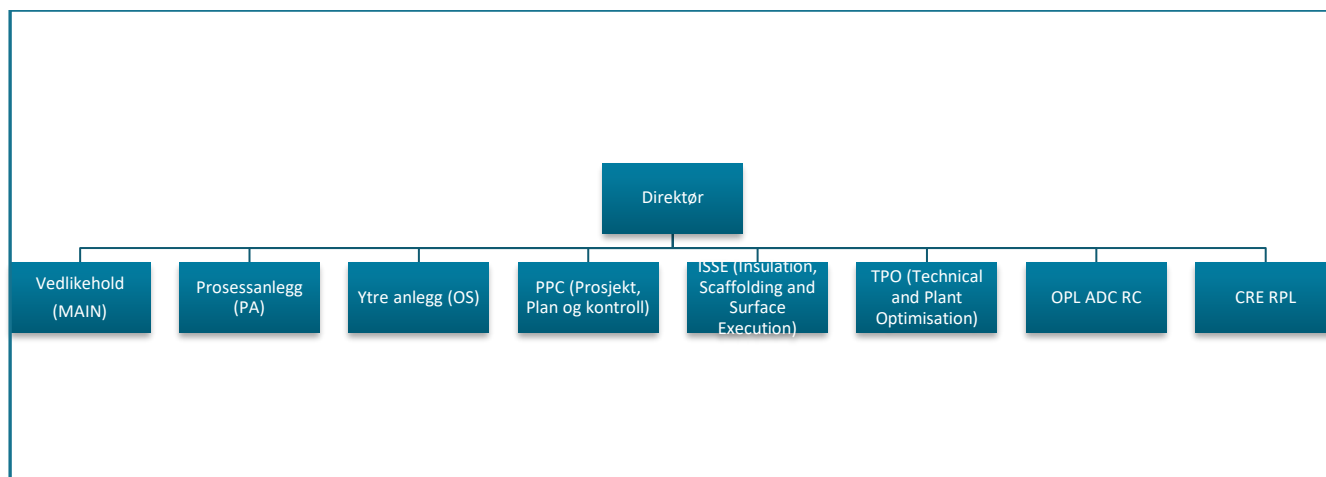 Direktør
Vedlikehold
(MAIN)
Prosessanlegg
(PA)
Ytre anlegg (OS)
PPC (Prosjekt,
Plan og kontroll)
ISSE (Insulation,
Scaffolding and
Surface
Execution)
TPO (Technical
and Plant
Optimisation)
OPL ADC RC
CRE RPL